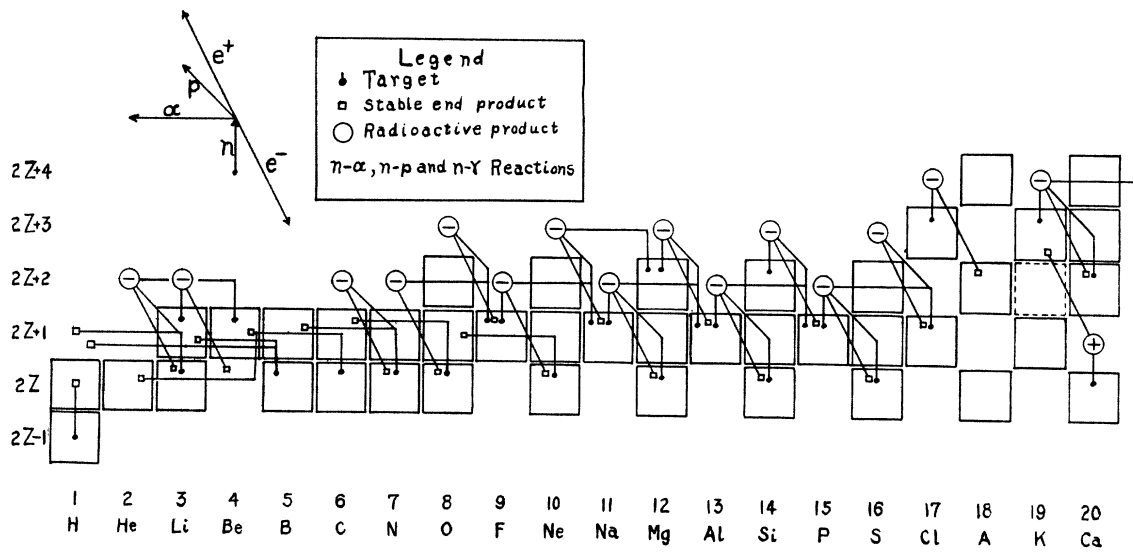 e+
p
α
n
e−
Legend
Target
Stable end product
Radioactive product
n-α, n-p and n-γ Reactions
2Z+4
2Z+3
2Z+2
2Z+1
2Z
2Z-1
1 2 3 4 5 6 7 8 9 10 11 12 13 14 15 16 17 18 19 20
H He Li Be B C N O F Ne Na Mg Al Si P S Cl A K Ca